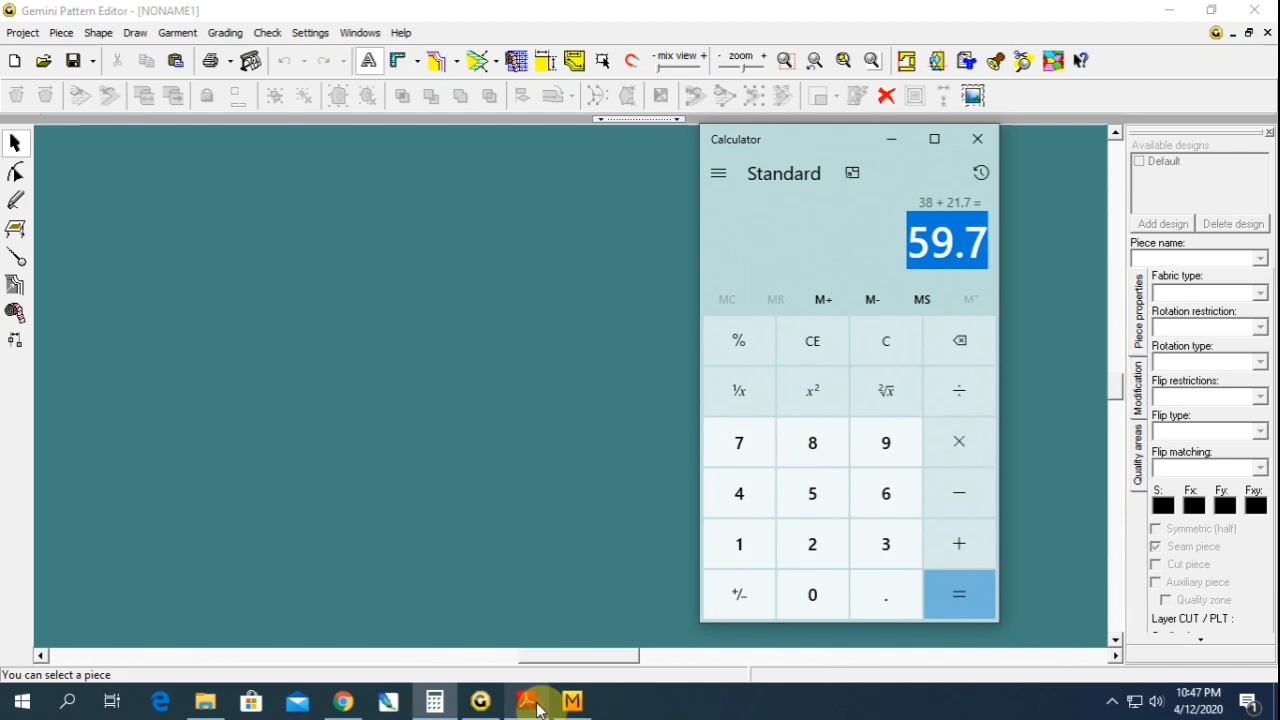 Gemini Pattern Editor - [NONAME1]
Project Piece Shape Draw Garment Grading Check Settings Windows Help
- mix view + - zoom +
Calculator
Standard
38 + 21.7 =
59.7
MC MR M+ M- MS
% CE C
⅟x x² ²√x ÷
7 8 9 ×
4 5 6 −
1 2 3 +
+/− 0 . =
Available designs
Default
Add design Delete design
Piece name:
Fabric type:
Rotation restriction:
Rotation type:
Flip restrictions:
Flip type:
Flip matching:
S: Fx: Fy: Fxy:
Symmetric (half)
Seam piece
Cut piece
Auxiliary piece
Quality zone
Layer CUT / PLT :
Piece properties
Modification
Quality areas
You can select a piece
10:47 PM
4/12/2020